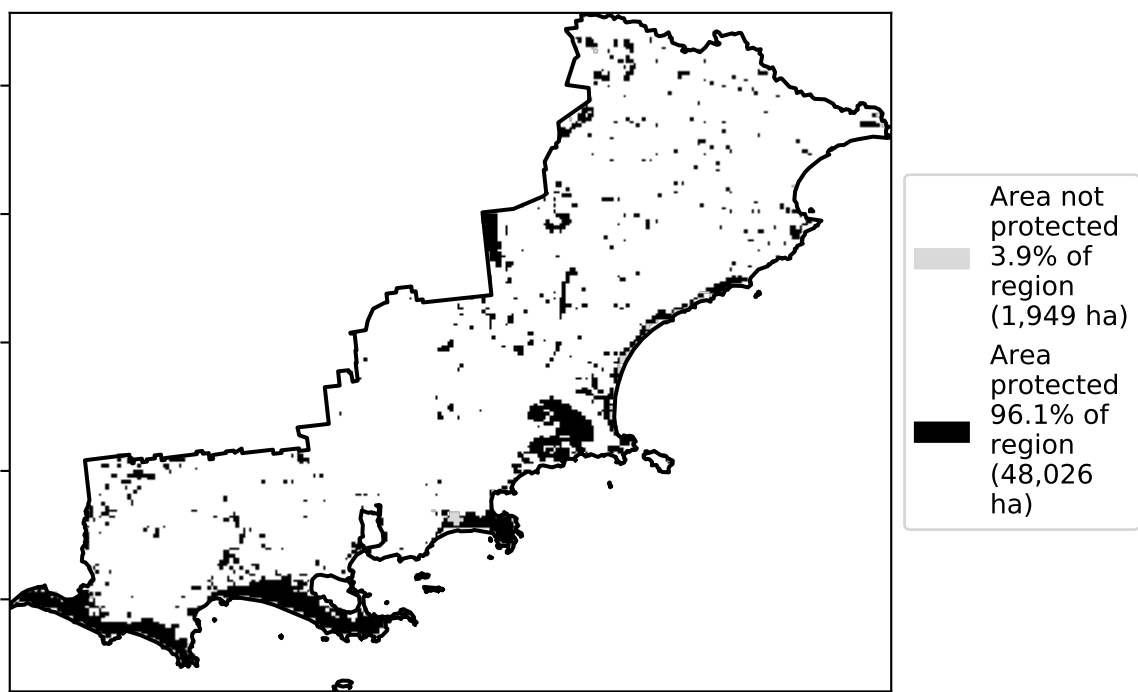 Area not
protected
3.9% of
region
(1,949 ha)
Area
protected
96.1% of
region
(48,026
ha)